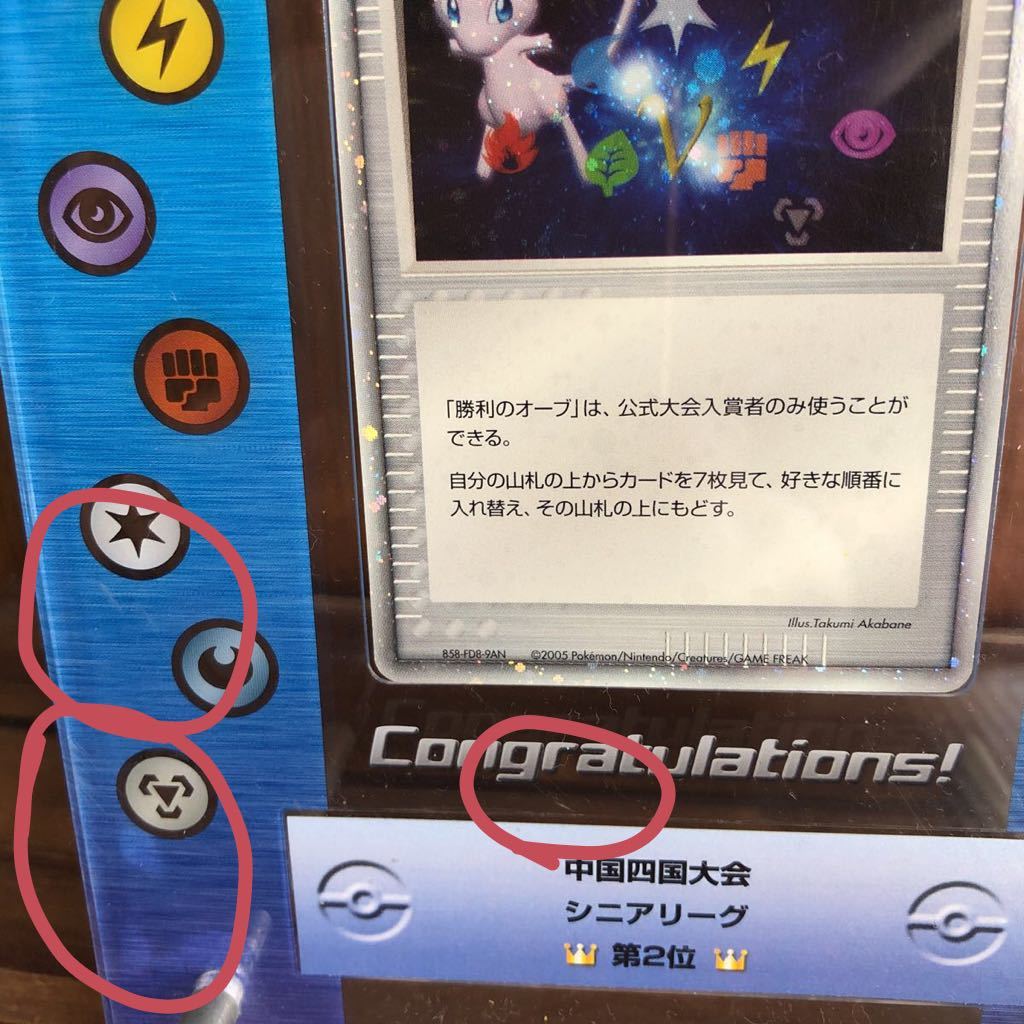 「勝利のオーブ」は、公式大会入賞者のみ使うことが
できる。
自分の山札の上からカードを7枚見て、好きな順番に
入れ替え、その山札の上にもどす。
Illus.Takumi Akabane
858-FDB-9AN ©2005 Pokémon/Nintendo/Creatures/GAME FREAK
Congratulations!
中国四国大会
シニアリーグ
第2位